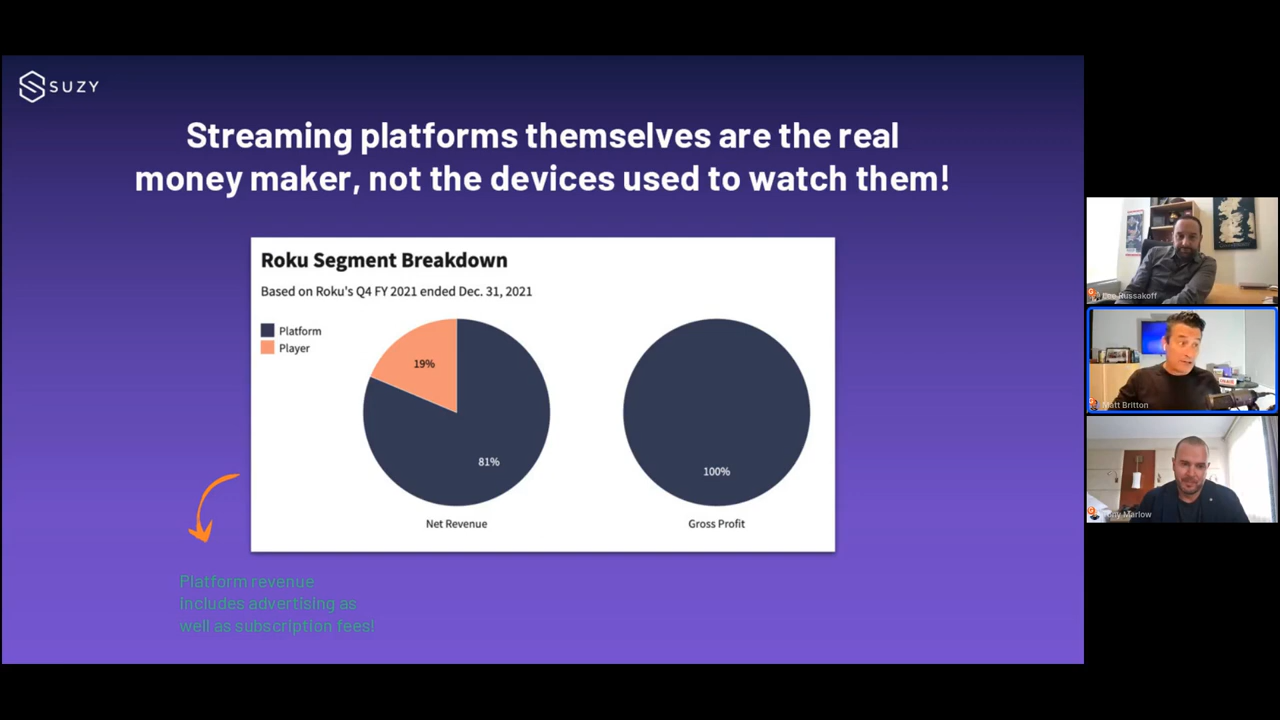 SUZY
Streaming platforms themselves are the real
money maker, not the devices used to watch them!
Roku Segment Breakdown
Based on Roku's Q4 FY 2021 ended Dec. 31, 2021
Platform
Player
19%
81%
100%
Net Revenue
Gross Profit
Platform revenue
includes advertising as
well as subscription fees!
Russakoff
Matt Britton
Marlow